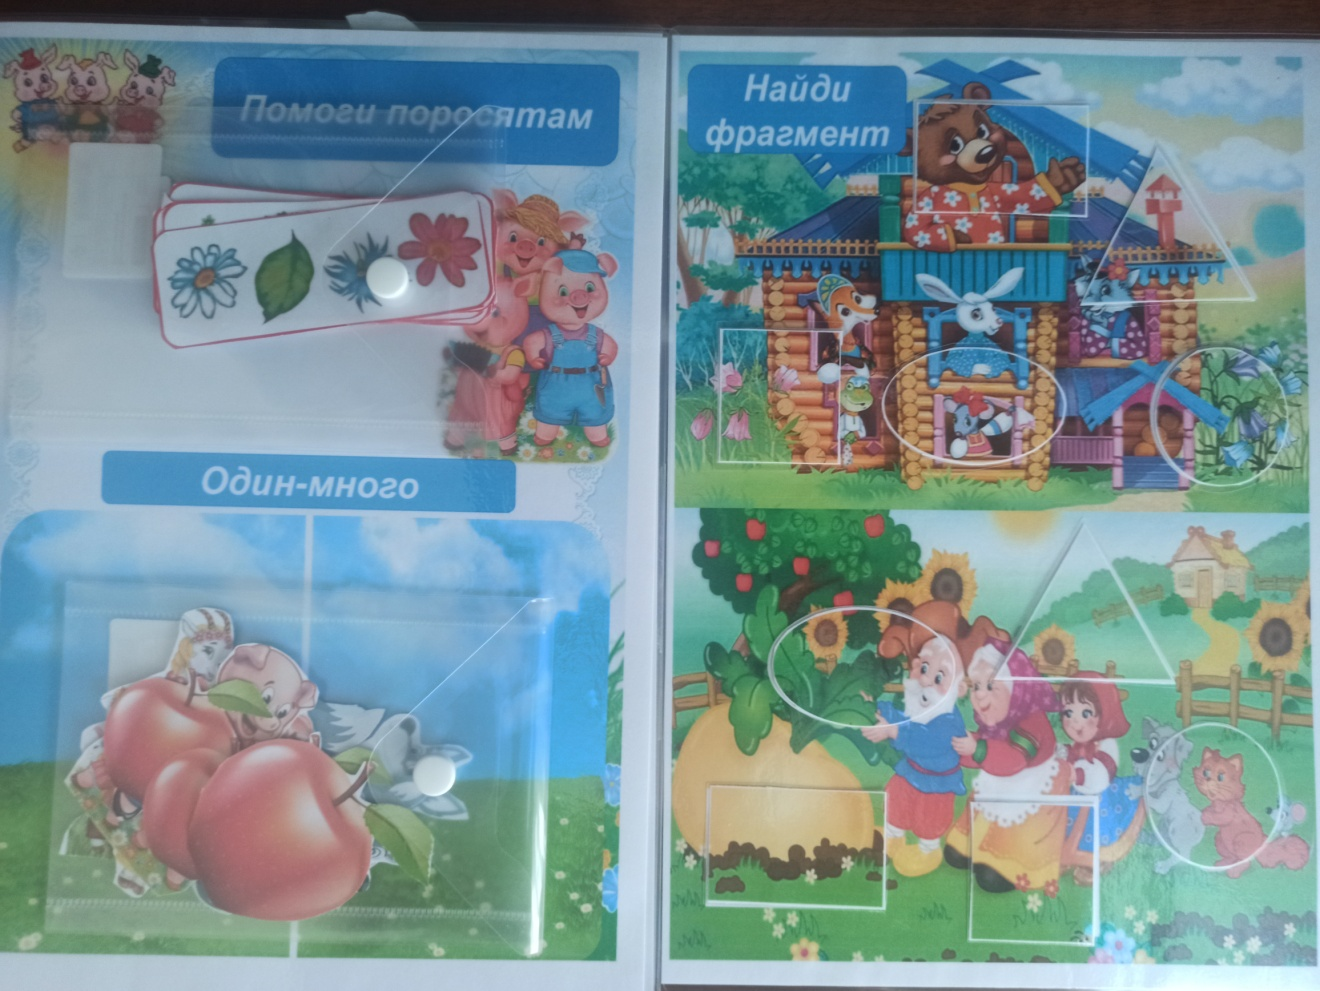 Помоги поросятам
Один-много
Найди
фрагмент